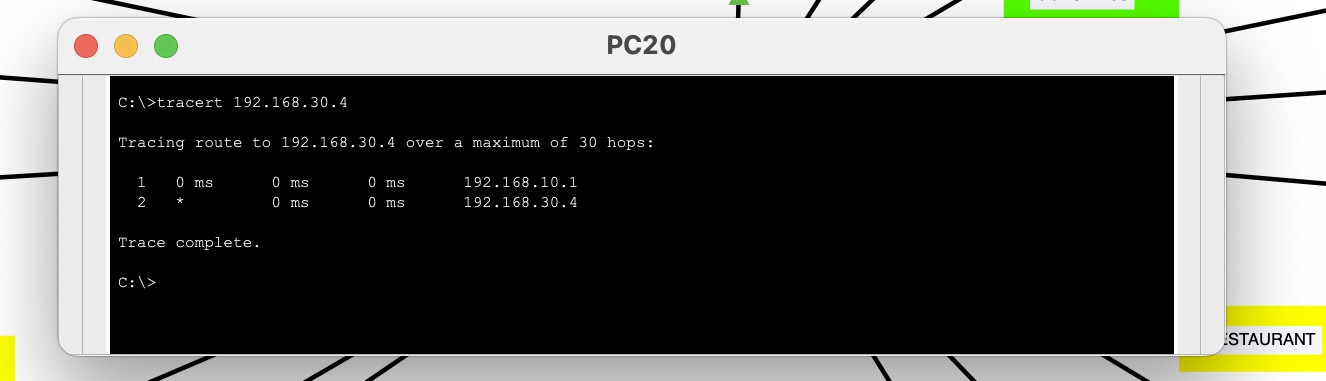 PC20
C:\>tracert 192.168.30.4
Tracing route to 192.168.30.4 over a maximum of 30 hops:
1 0 ms 0 ms 0 ms 192.168.10.1
2 * 0 ms 0 ms 192.168.30.4
Trace complete.
C:\>
ESTAURANT